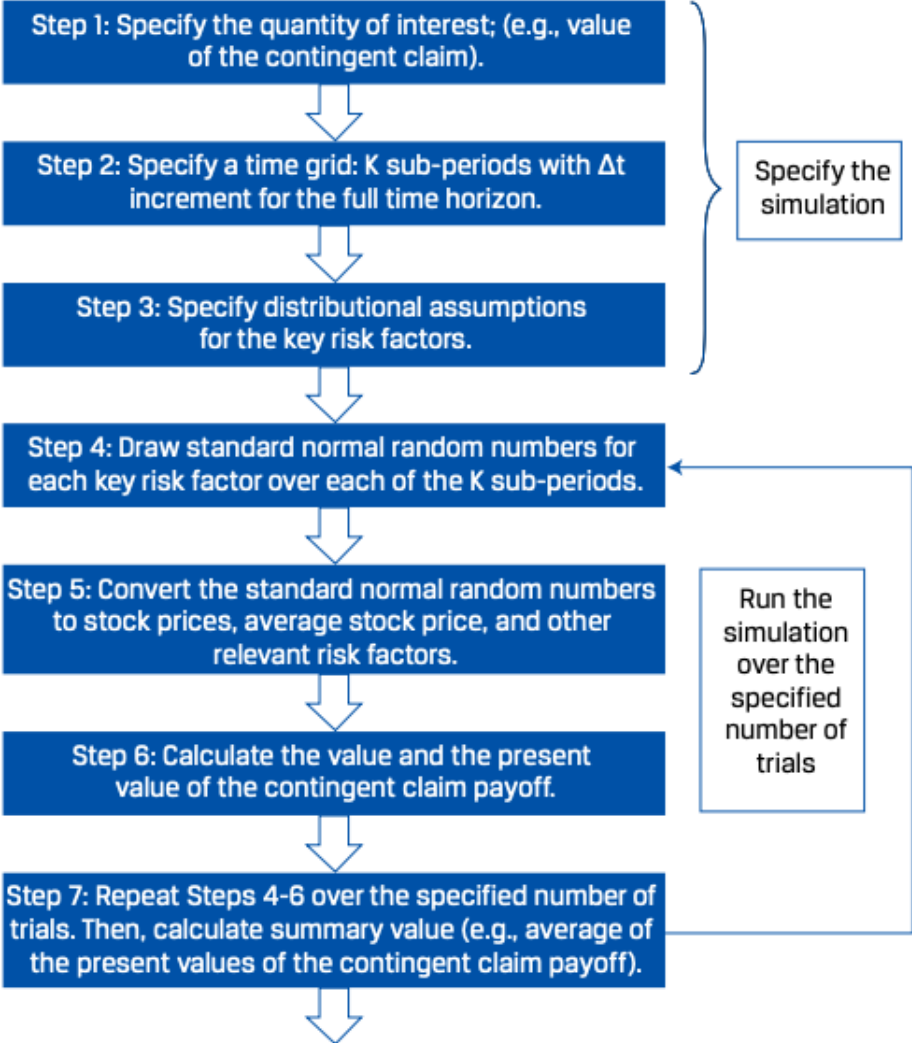 Step 1: Specify the quantity of interest; (e.g., value
of the contingent claim).
Step 2: Specify a time grid: K sub-periods with Δt
increment for the full time horizon.
Specify the
simulation
Step 3: Specify distributional assumptions
for the key risk factors.
Step 4: Draw standard normal random numbers for
each key risk factor over each of the K sub-periods.
Step 5: Convert the standard normal random numbers
to stock prices, average stock price, and other
relevant risk factors.
Run the
simulation
over the
specified
number of
trials
Step 6: Calculate the value and the present
value of the contingent claim payoff.
Step 7: Repeat Steps 4-6 over the specified number of
trials. Then, calculate summary value (e.g., average of
the present values of the contingent claim payoff).